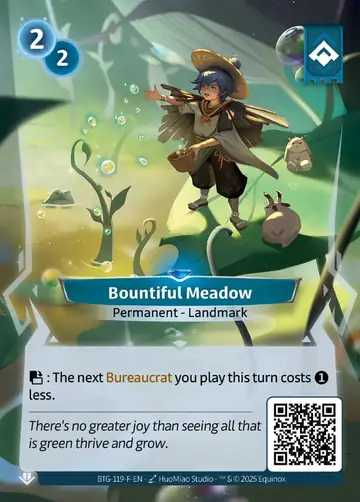 2
2
Bountiful Meadow
Permanent - Landmark
: The next Bureaucrat you play this turn costs 1
less.
There's no greater joy than seeing all that
is green thrive and grow.
BTG-119-F-EN - HuoMiao Studio - ™ & © 2025 Equinox